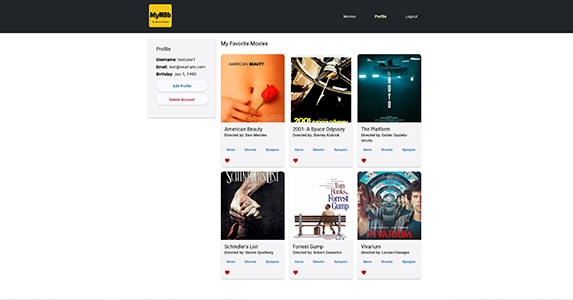 MyMDb
Movies
Profile
Logout
Profile
Username: testuser1
Email: test@example.com
Birthday: Jan 1, 1990
Edit Profile
Delete Account
My Favorite Movies
AMERICAN BEAUTY
American Beauty
Directed by: Sam Mendes
Genre Director Synopsis
2001
2001: A Space Odyssey
Directed by: Stanley Kubrick
Genre Director Synopsis
The Platform
Directed by: Galder Gaztelu-
Urrutia
Genre Director Synopsis
SCHINDLER'S LIST
Schindler's List
Directed by: Steven Spielberg
Genre Director Synopsis
Tom
Hanks
Forrest
Gump
Forrest Gump
Directed by: Robert Zemeckis
Genre Director Synopsis
VIVARIUM
Vivarium
Directed by: Lorcan Finnegan
Genre Director Synopsis